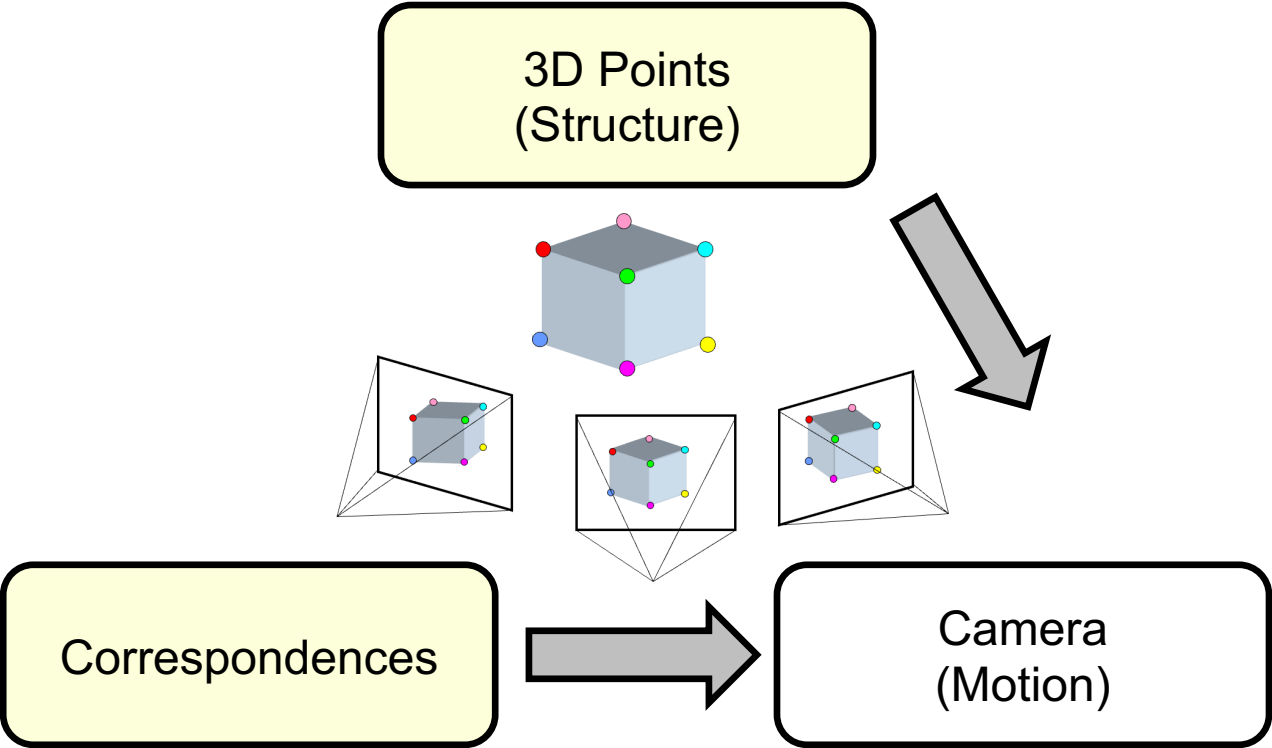 3D Points
(Structure)
Correspondences
Camera
(Motion)